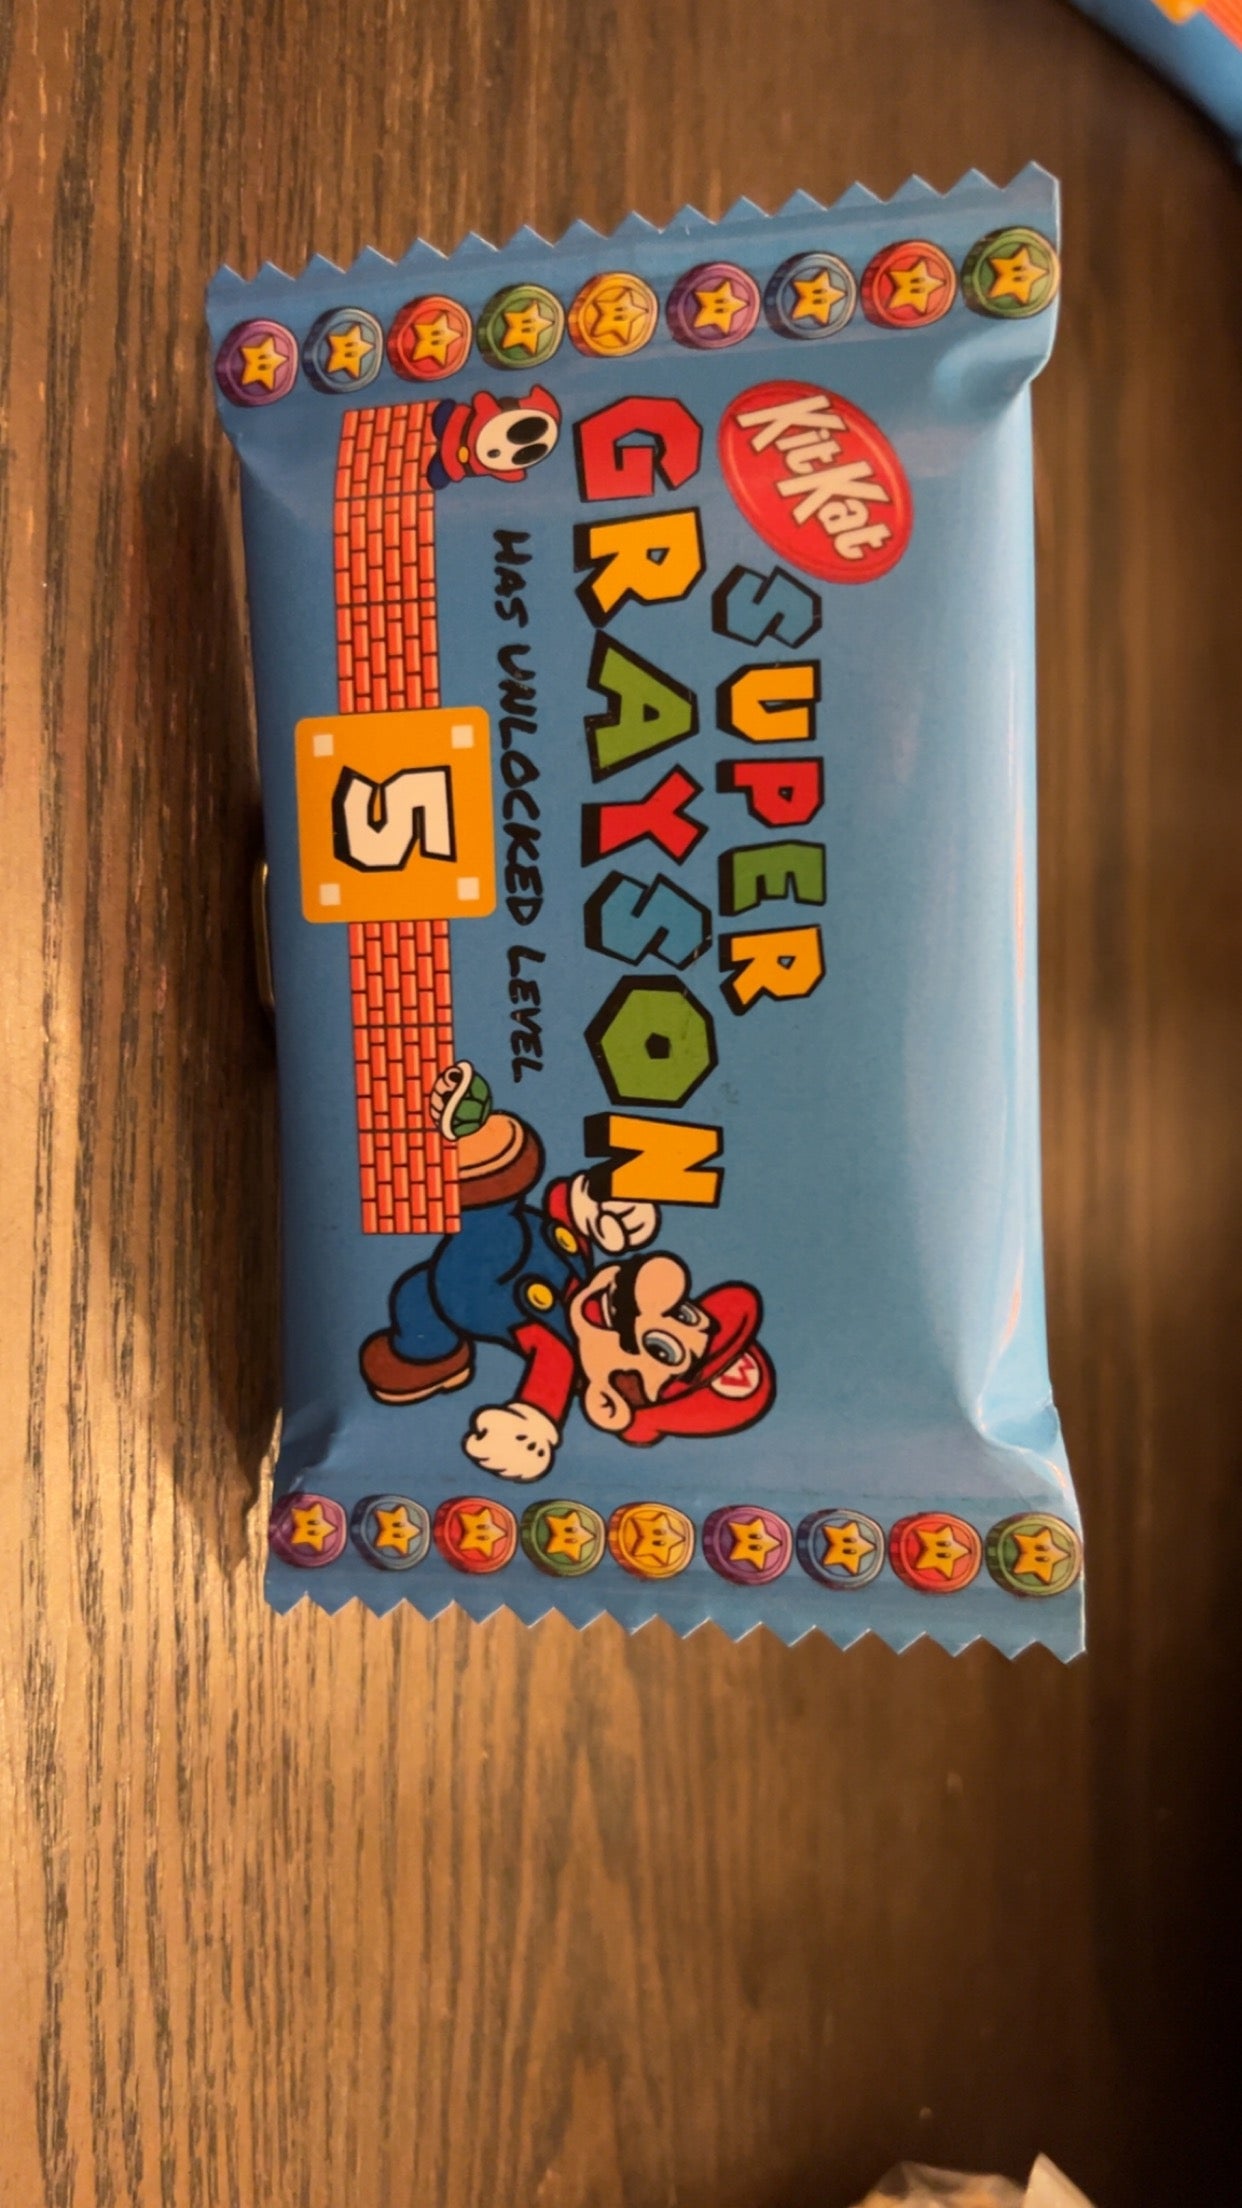 KitKat
SUPER
GRAYSON
HAS UNLOCKED LEVEL
5
M